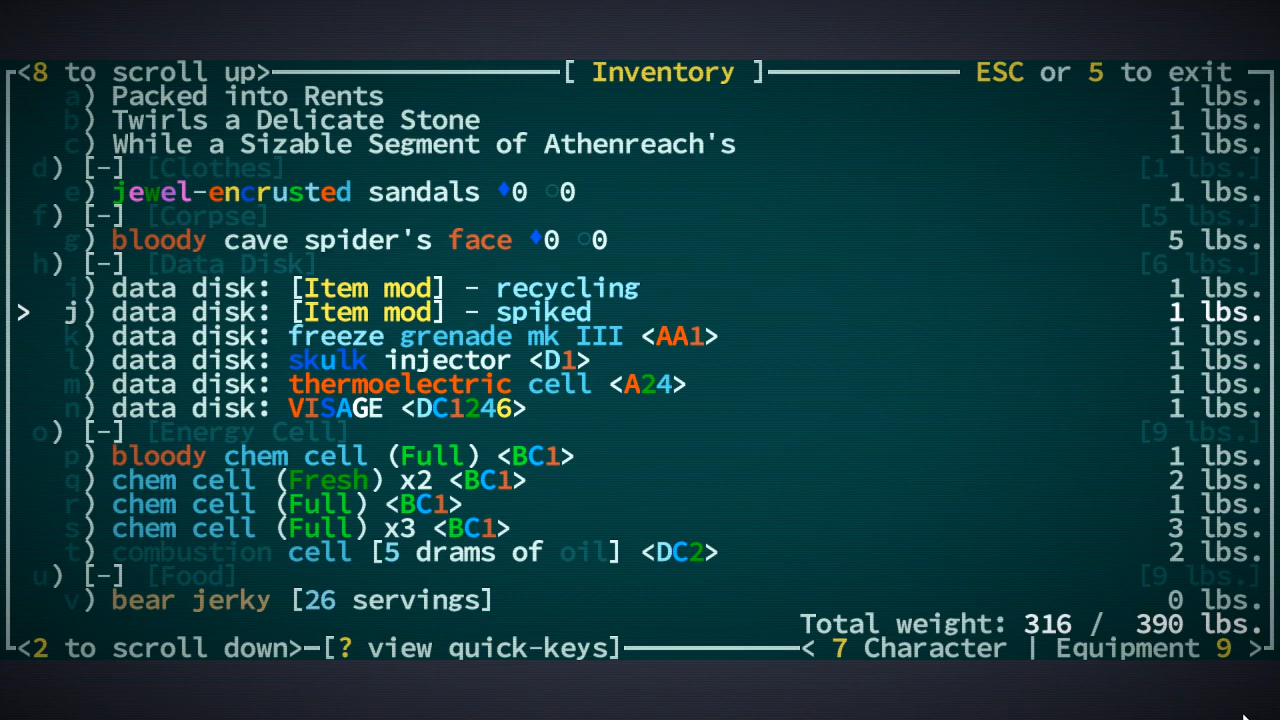 <8 to scroll up> [ Inventory ] ESC or 5 to exit
a) Packed into Rents 1 lbs.
b) Twirls a Delicate Stone 1 lbs.
c) While a Sizable Segment of Athenreach's 1 lbs.
d) [-] [Clothes] [1 lbs.]
e) jewel-encrusted sandals ♦0 ○0 1 lbs.
f) [-] [Corpse] [5 lbs.]
g) bloody cave spider's face ♦0 ○0 5 lbs.
h) [-] [Data Disk] [6 lbs.]
i) data disk: [Item mod] - recycling 1 lbs.
> j) data disk: [Item mod] - spiked 1 lbs.
k) data disk: freeze grenade mk III <AA1> 1 lbs.
l) data disk: skulk injector <D1> 1 lbs.
m) data disk: thermoelectric cell <A24> 1 lbs.
n) data disk: VISAGE <DC1246> 1 lbs.
o) [-] [Energy Cell] [9 lbs.]
p) bloody chem cell (Full) <BC1> 1 lbs.
q) chem cell (Fresh) x2 <BC1> 2 lbs.
r) chem cell (Full) <BC1> 1 lbs.
s) chem cell (Full) x3 <BC1> 3 lbs.
t) combustion cell [5 drams of oil] <DC2> 2 lbs.
u) [-] [Food] [9 lbs.]
v) bear jerky [26 servings] 0 lbs.
Total weight: 316 / 390 lbs.
<2 to scroll down> [? view quick-keys] < 7 Character | Equipment 9 >